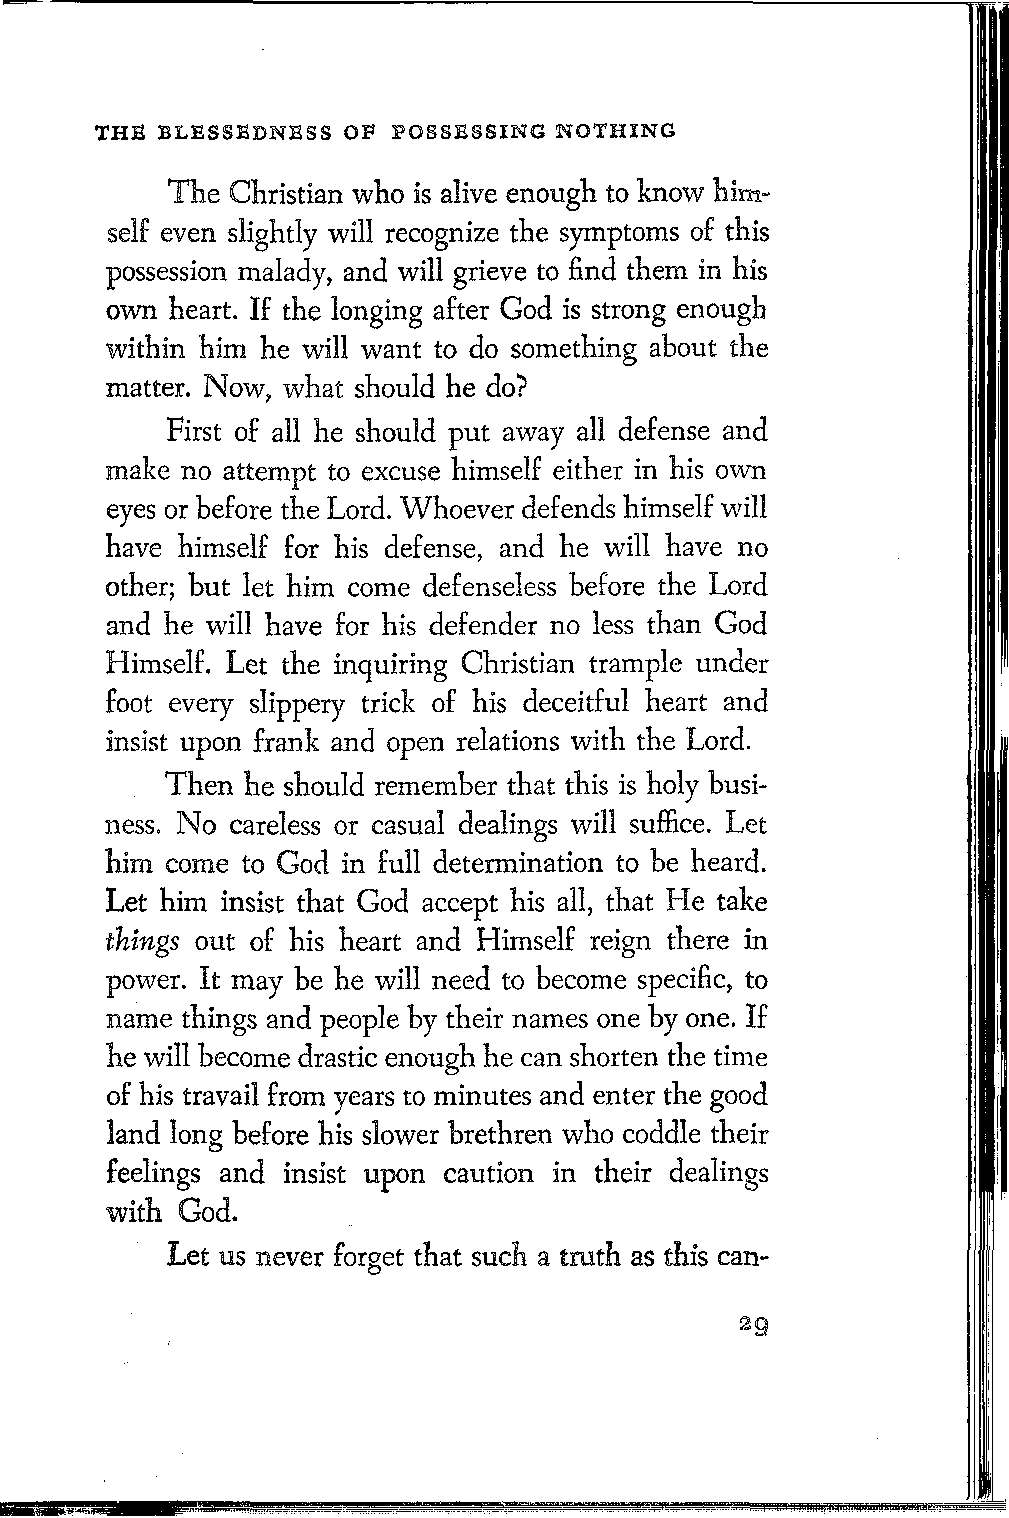 THE BLESSEDNESS OF POSSESSING NOTHING
The Christian who is alive enough to know him-
self even slightly will recognize the symptoms of this
possession malady, and will grieve to find them in his
own heart. If the longing after God is strong enough
within him he will want to do something about the
matter. Now, what should he do?
First of all he should put away all defense and
make no attempt to excuse himself either in his own
eyes or before the Lord. Whoever defends himself will
have himself for his defense, and he will have no
other; but let him come defenseless before the Lord
and he will have for his defender no less than God
Himself. Let the inquiring Christian trample under
foot every slippery trick of his deceitful heart and
insist upon frank and open relations with the Lord.
Then he should remember that this is holy busi-
ness. No careless or casual dealings will suffice. Let
him come to God in full determination to be heard.
Let him insist that God accept his all, that He take
things out of his heart and Himself reign there in
power. It may be he will need to become specific, to
name things and people by their names one by one. If
he will become drastic enough he can shorten the time
of his travail from years to minutes and enter the good
land long before his slower brethren who coddle their
feelings and insist upon caution in their dealings
with God.
Let us never forget that such a truth as this can-
29